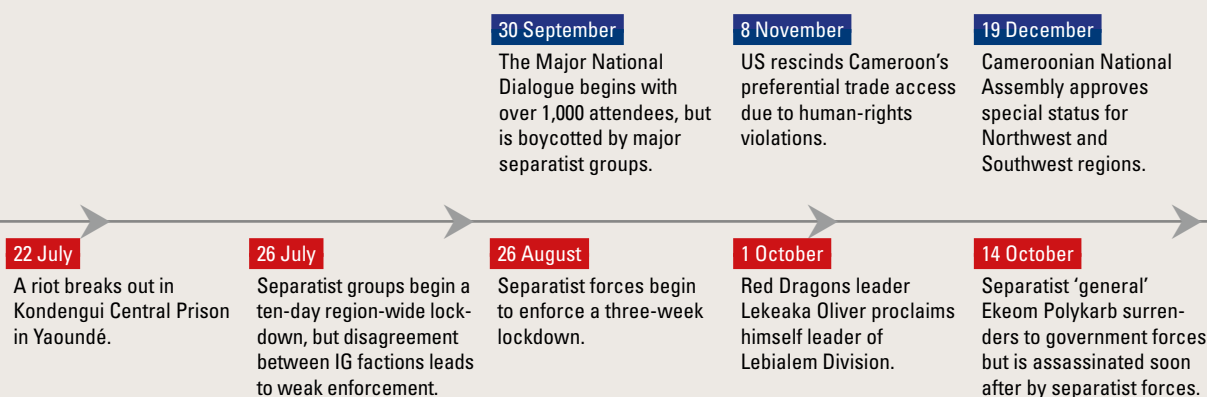 30 September
The Major National
Dialogue begins with
over 1,000 attendees, but
is boycotted by major
separatist groups.
8 November
US rescinds Cameroon’s
preferential trade access
due to human-rights
violations.
19 December
Cameroonian National
Assembly approves
special status for
Northwest and
Southwest regions.
22 July
A riot breaks out in
Kondengui Central Prison
in Yaoundé.
26 July
Separatist groups begin a
ten-day region-wide lock-
down, but disagreement
between IG factions leads
to weak enforcement.
26 August
Separatist forces begin
to enforce a three-week
lockdown.
1 October
Red Dragons leader
Lekeaka Oliver proclaims
himself leader of
Lebialem Division.
14 October
Separatist ‘general’
Ekeom Polykarb surren-
ders to government forces
but is assassinated soon
after by separatist forces.